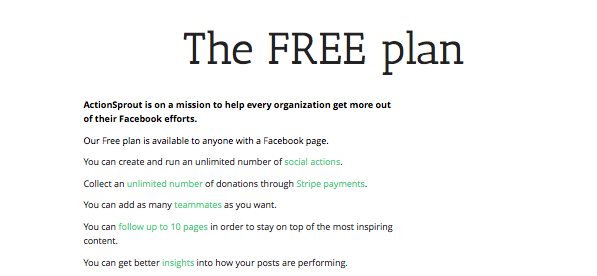 The FREE plan
ActionSprout is on a mission to help every organization get more out
of their Facebook efforts.
Our Free plan is available to anyone with a Facebook page.
You can create and run an unlimited number of social actions.
Collect an unlimited number of donations through Stripe payments.
You can add as many teammates as you want.
You can follow up to 10 pages in order to stay on top of the most inspiring
content.
You can get better insights into how your posts are performing.